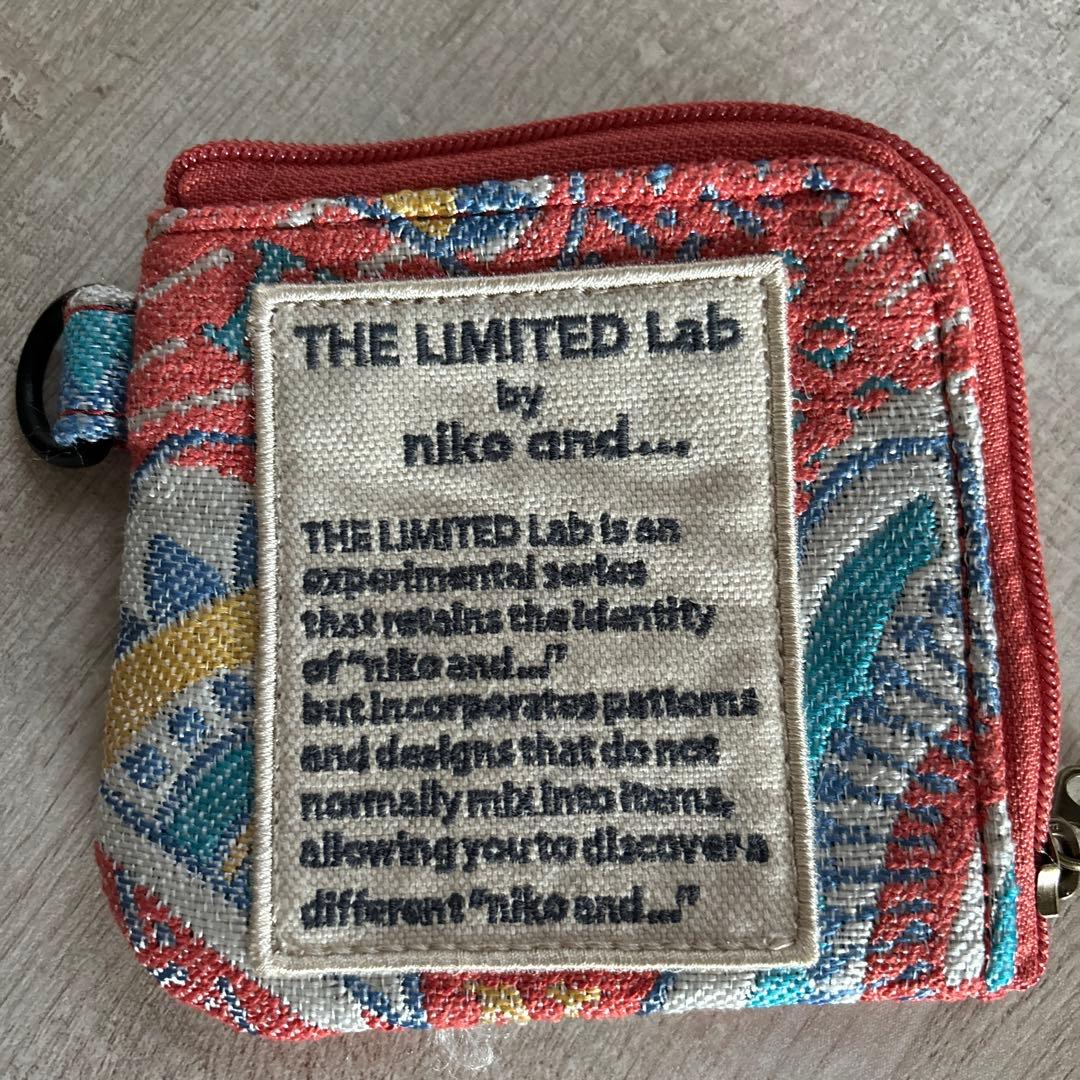 THE LIMITED Lab
by
niko and....
THE LIMITED Lab is an
experimental series
that retains the identity
of "niko and..."
but incorporates patterns
and designs that do not
normally mix into items,
allowing you to discover a
different "niko and..."